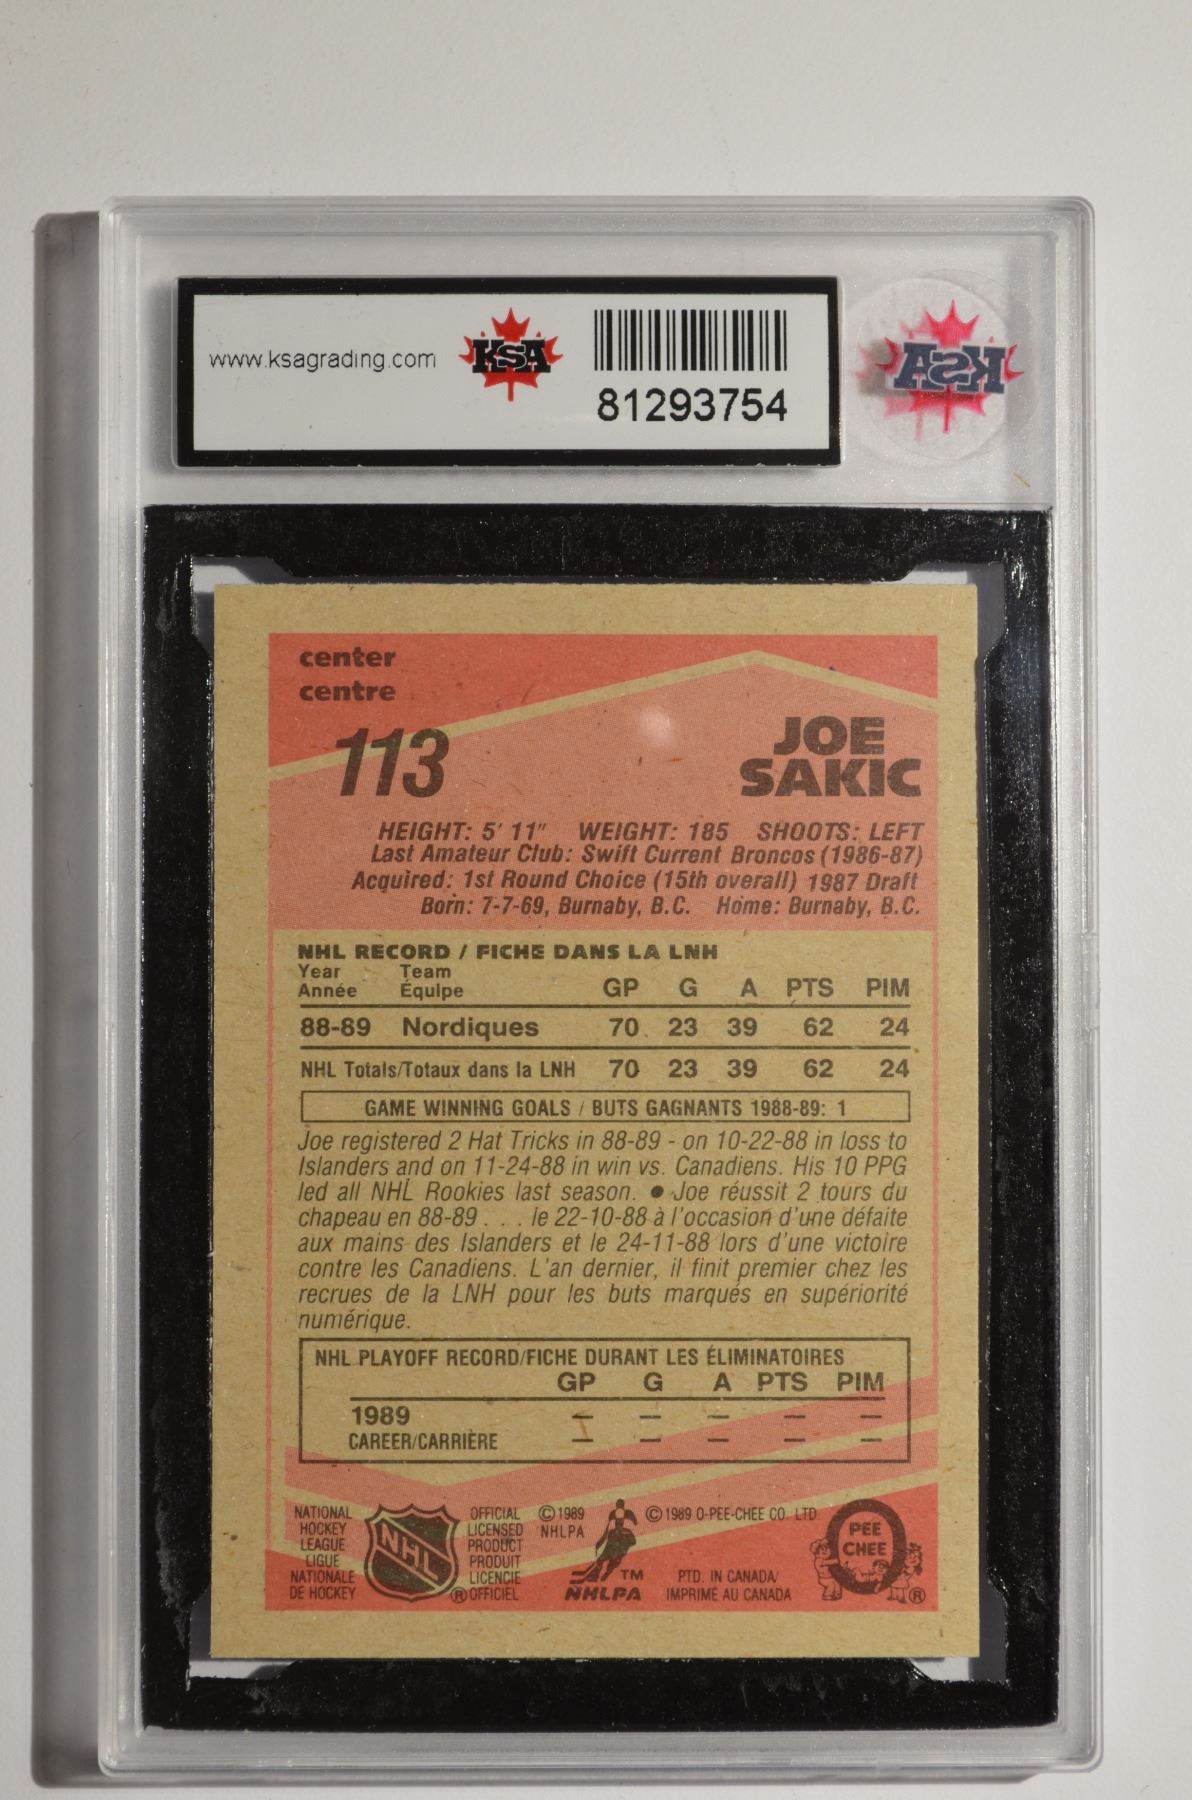 www.ksagrading.com
KSA
81293754
KSA
center
centre
113
JOE
SAKIC
HEIGHT: 5' 11" WEIGHT: 185 SHOOTS: LEFT
Last Amateur Club: Swift Current Broncos (1986-87)
Acquired: 1st Round Choice (15th overall) 1987 Draft
Born: 7-7-69, Burnaby, B.C. Home: Burnaby, B.C.
NHL RECORD / FICHE DANS LA LNH
Year Team
Année Équipe GP G A PTS PIM
88-89 Nordiques 70 23 39 62 24
NHL Totals/Totaux dans la LNH 70 23 39 62 24
GAME WINNING GOALS / BUTS GAGNANTS 1988-89: 1
Joe registered 2 Hat Tricks in 88-89 - on 10-22-88 in loss to
Islanders and on 11-24-88 in win vs. Canadiens. His 10 PPG
led all NHL Rookies last season. ● Joe réussit 2 tours du
chapeau en 88-89 . . . le 22-10-88 à l'occasion d'une défaite
aux mains des Islanders et le 24-11-88 lors d'une victoire
contre les Canadiens. L'an dernier, il finit premier chez les
recrues de la LNH pour les buts marqués en supériorité
numérique.
NHL PLAYOFF RECORD/FICHE DURANT LES ÉLIMINATOIRES
GP G A PTS PIM
1989 – – – – –
CAREER/CARRIÈRE – – – – –
NATIONAL
HOCKEY
LEAGUE
LIGUE
NATIONALE
DE HOCKEY
NHL
OFFICIAL
LICENSED
PRODUCT
PRODUIT
LICENCIE
® OFFICIEL
© 1989
NHLPA
TM
NHLPA
© 1989 O-PEE-CHEE CO. LTD.
PTD. IN CANADA/
IMPRIMÉ AU CANADA
O
PEE
CHEE
®